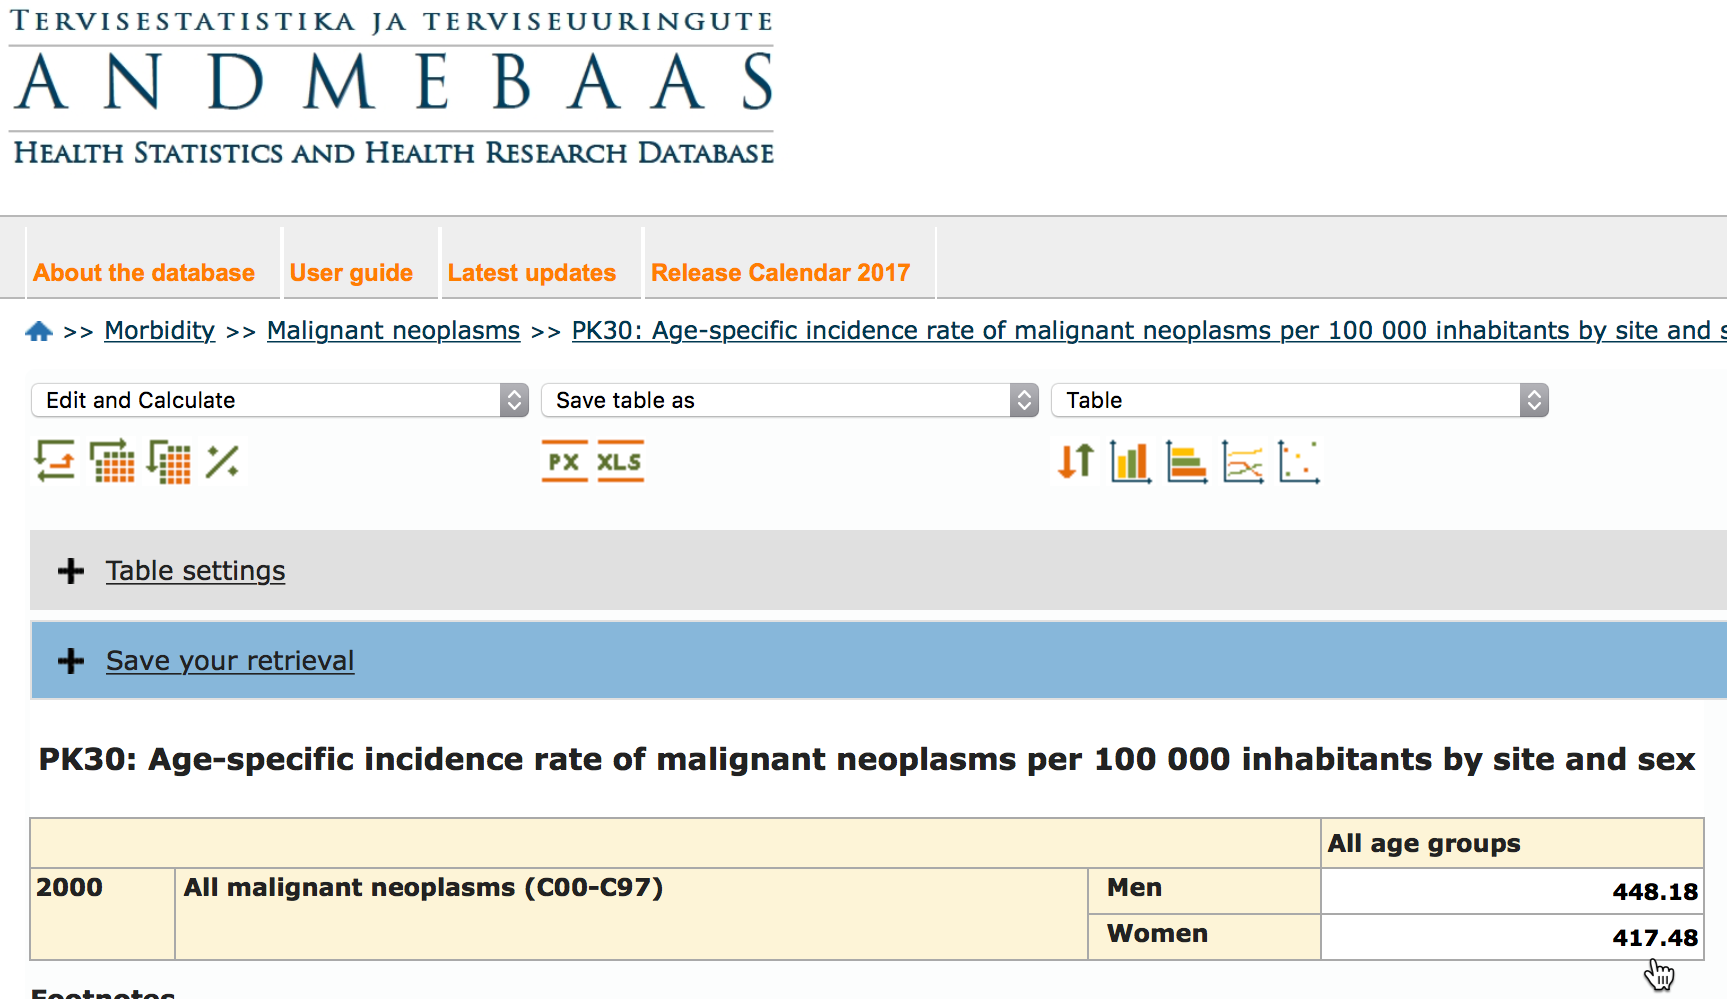 TERVISESTATISTIKA JA TERVISEUURINGUTE
ANDMEBAAS
HEALTH STATISTICS AND HEALTH RESEARCH DATABASE
About the database User guide Latest updates Release Calendar 2017
>> Morbidity >> Malignant neoplasms >> PK30: Age-specific incidence rate of malignant neoplasms per 100 000 inhabitants by site and s
Edit and Calculate Save table as Table
PX XLS
Table settings
Save your retrieval
PK30: Age-specific incidence rate of malignant neoplasms per 100 000 inhabitants by site and sex
All age groups
2000 All malignant neoplasms (C00-C97) Men 448.18
Women 417.48
Footnotes